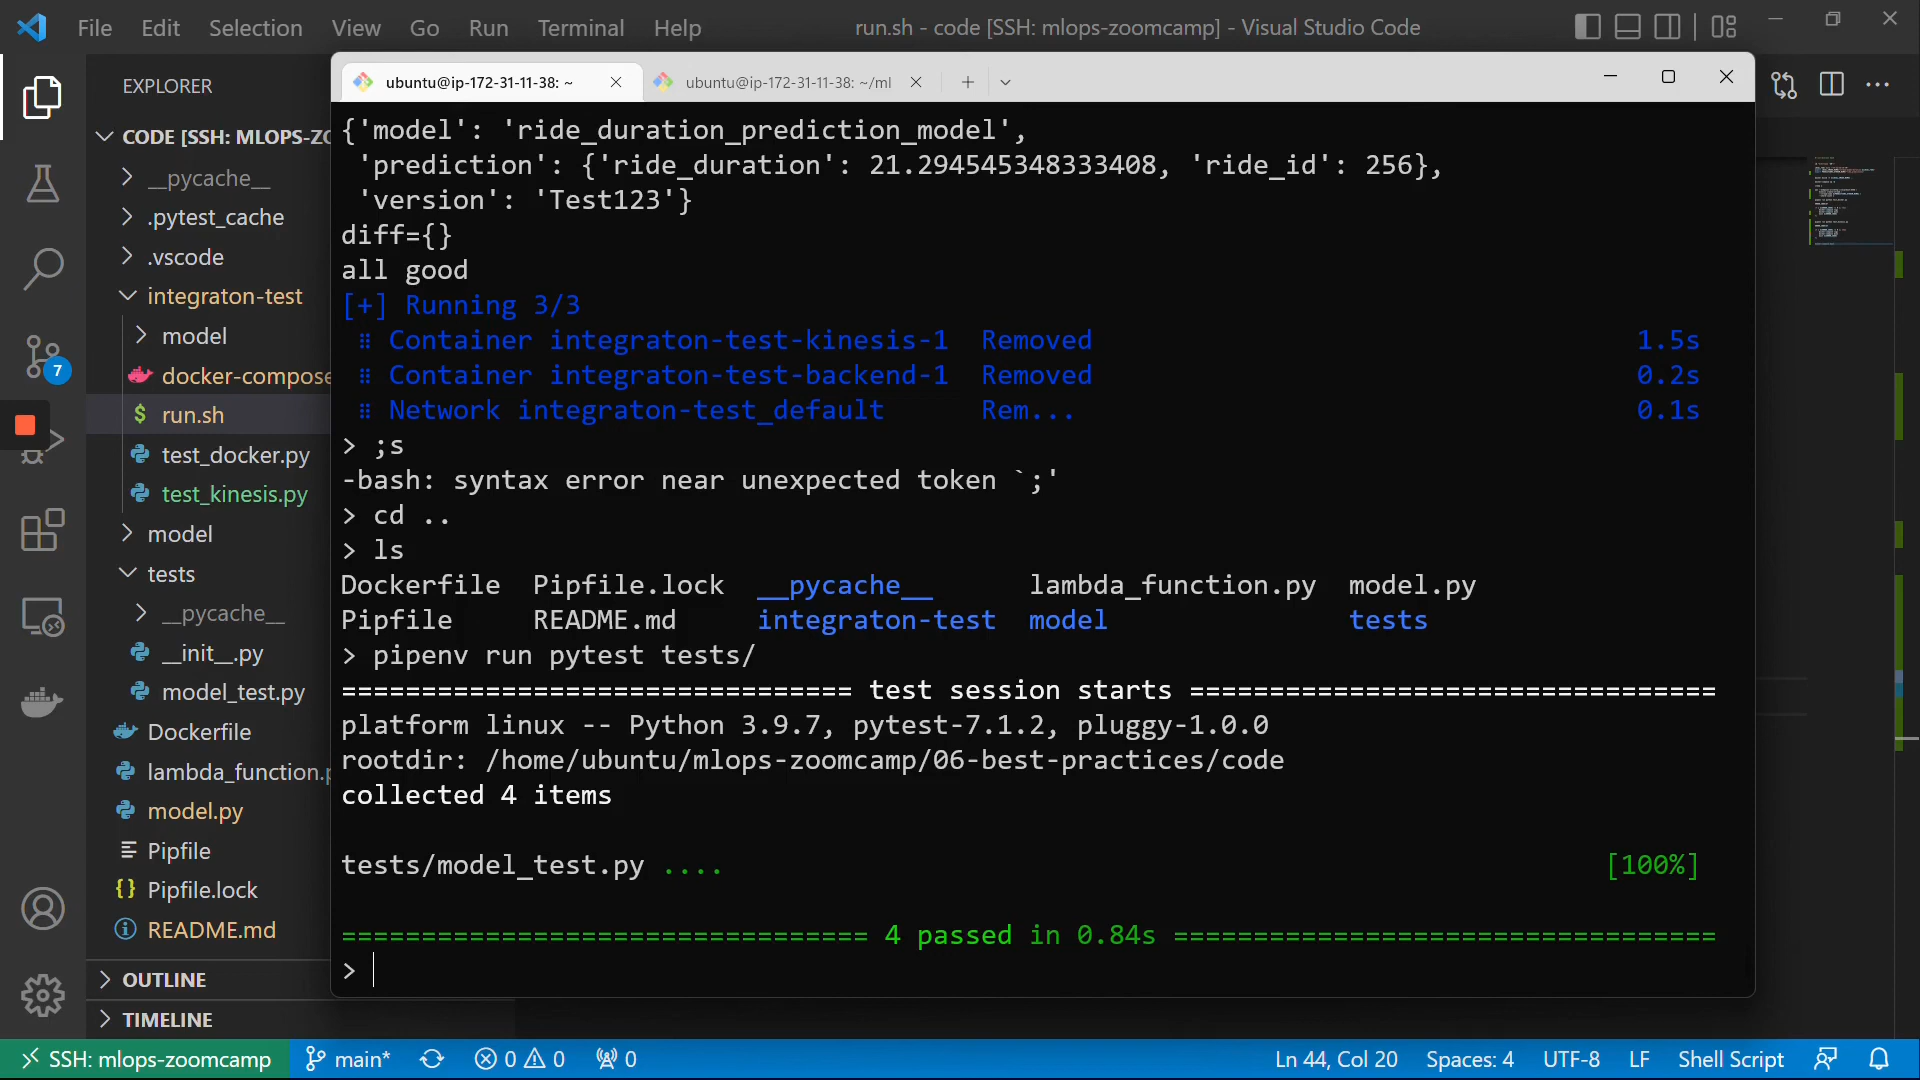 File Edit Selection View Go Run Terminal Help
run.sh - code [SSH: mlops-zoomcamp] - Visual Studio Code
EXPLORER
CODE [SSH: MLOPS-ZO
__pycache__
.pytest_cache
.vscode
integraton-test
model
docker-compose
$ run.sh
test_docker.py
test_kinesis.py
model
tests
__pycache__
__init__.py
model_test.py
Dockerfile
lambda_function.p
model.py
Pipfile
{} Pipfile.lock
README.md
OUTLINE
TIMELINE
7
ubuntu@ip-172-31-11-38: ~
ubuntu@ip-172-31-11-38: ~/ml
{'model': 'ride_duration_prediction_model',
'prediction': {'ride_duration': 21.294545348333408, 'ride_id': 256},
'version': 'Test123'}
diff={}
all good
[+] Running 3/3
⠿ Container integraton-test-kinesis-1 Removed 1.5s
⠿ Container integraton-test-backend-1 Removed 0.2s
⠿ Network integraton-test_default Rem... 0.1s
> ;s
-bash: syntax error near unexpected token `;'
> cd ..
> ls
Dockerfile Pipfile.lock __pycache__ lambda_function.py model.py
Pipfile README.md integraton-test model tests
> pipenv run pytest tests/
================================ test session starts =================================
platform linux -- Python 3.9.7, pytest-7.1.2, pluggy-1.0.0
rootdir: /home/ubuntu/mlops-zoomcamp/06-best-practices/code
collected 4 items
tests/model_test.py .... [100%]
================================= 4 passed in 0.84s ==================================
>
SSH: mlops-zoomcamp main* 0 0 0 Ln 44, Col 20 Spaces: 4 UTF-8 LF Shell Script